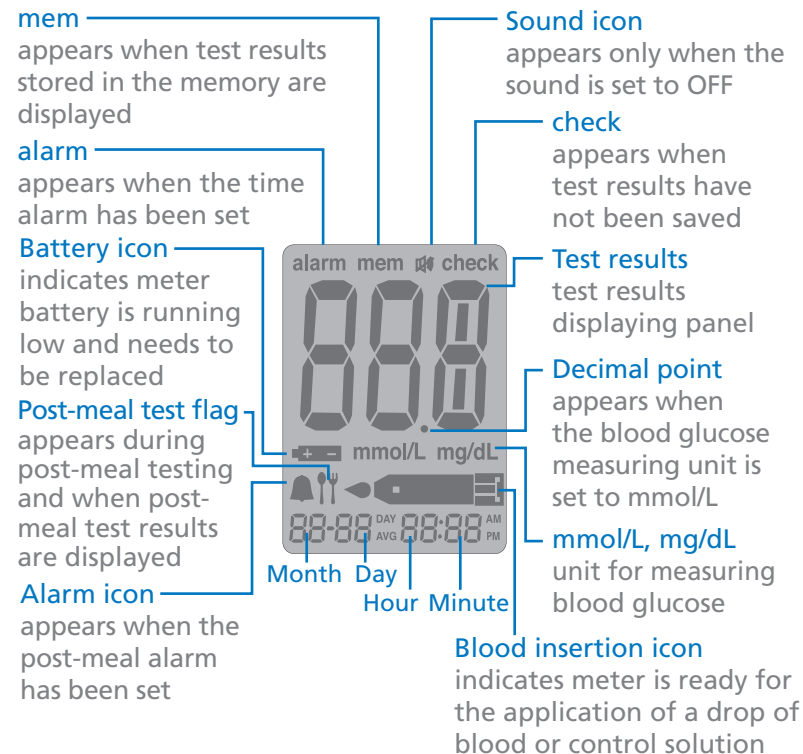 mem
appears when test results
stored in the memory are
displayed
alarm
appears when the time
alarm has been set
Battery icon
indicates meter
battery is running
low and needs to
be replaced
Post-meal test flag
appears during
post-meal testing
and when post-
meal test results
are displayed
Alarm icon
appears when the
post-meal alarm
has been set
alarm mem check
88.8
mmol/L mg/dL
88-88 DAY AVG 88:88 AM PM
Month Day
Hour Minute
Sound icon
appears only when the
sound is set to OFF
check
appears when
test results have
not been saved
Test results
test results
displaying panel
Decimal point
appears when
the blood glucose
measuring unit is
set to mmol/L
mmol/L, mg/dL
unit for measuring
blood glucose
Blood insertion icon
indicates meter is ready for
the application of a drop of
blood or control solution